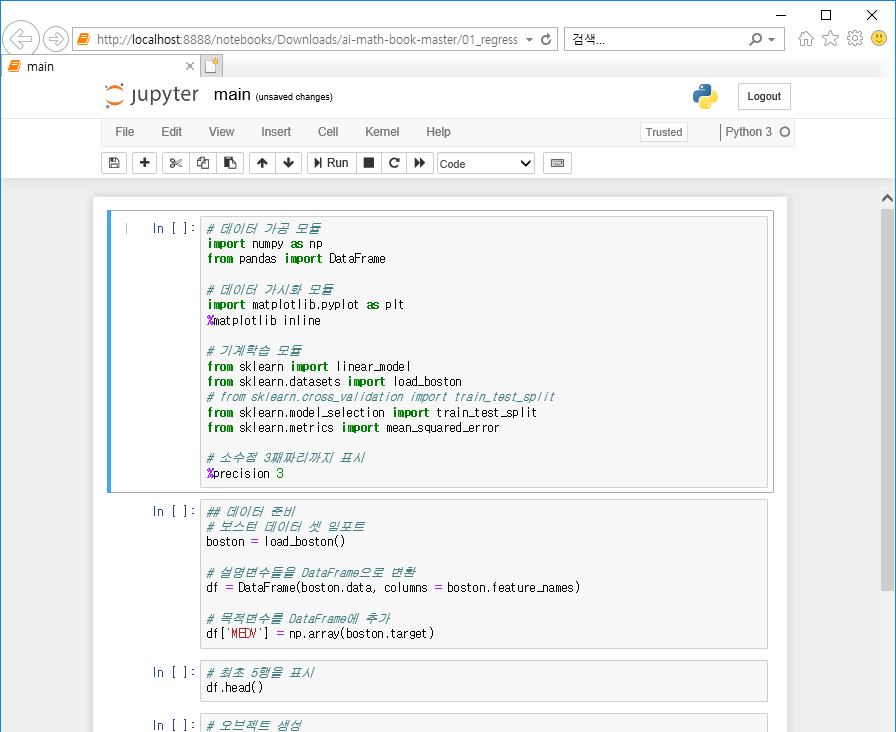 http://localhost:8888/notebooks/Downloads/ai-math-book-master/01_regress
검색...
main
jupyter main (unsaved changes)
Logout
File Edit View Insert Cell Kernel Help
Trusted
Python 3
Run
Code
In [ ]:
# 데이터 가공 모듈
import numpy as np
from pandas import DataFrame
# 데이터 가시화 모듈
import matplotlib.pyplot as plt
%matplotlib inline
# 기계학습 모듈
from sklearn import linear_model
from sklearn.datasets import load_boston
# from sklearn.cross_validation import train_test_split
from sklearn.model_selection import train_test_split
from sklearn.metrics import mean_squared_error
# 소수점 3째짜리까지 표시
%precision 3
In [ ]:
## 데이터 준비
# 보스턴 데이터 셋 임포트
boston = load_boston()
# 설명변수들을 DataFrame으로 변환
df = DataFrame(boston.data, columns = boston.feature_names)
# 목적변수를 DataFrame에 추가
df['MEDV'] = np.array(boston.target)
In [ ]:
# 최초 5행을 표시
df.head()
In [ ]:
# 오브젝트 생성